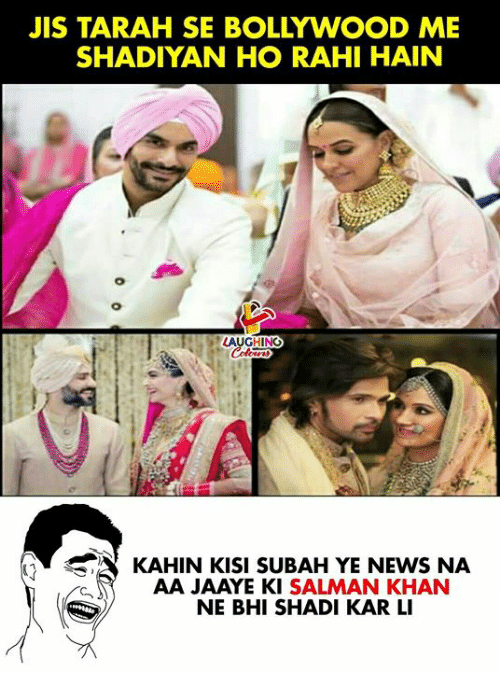 JIS TARAH SE BOLLYWOOD ME
SHADIYAN HO RAHI HAIN
LAUGHING
Colours
KAHIN KISI SUBAH YE NEWS NA
AA JAAYE KI SALMAN KHAN
NE BHI SHADI KAR LI